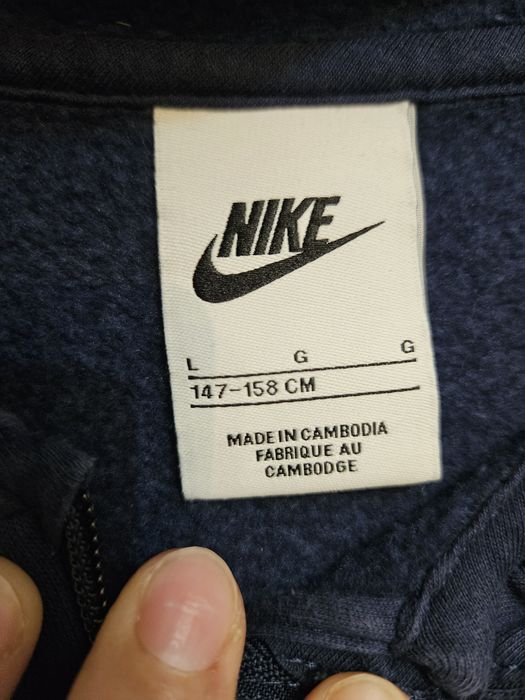 NIKE
L G G
147-158 CM
MADE IN CAMBODIA
FABRIQUE AU
CAMBODGE